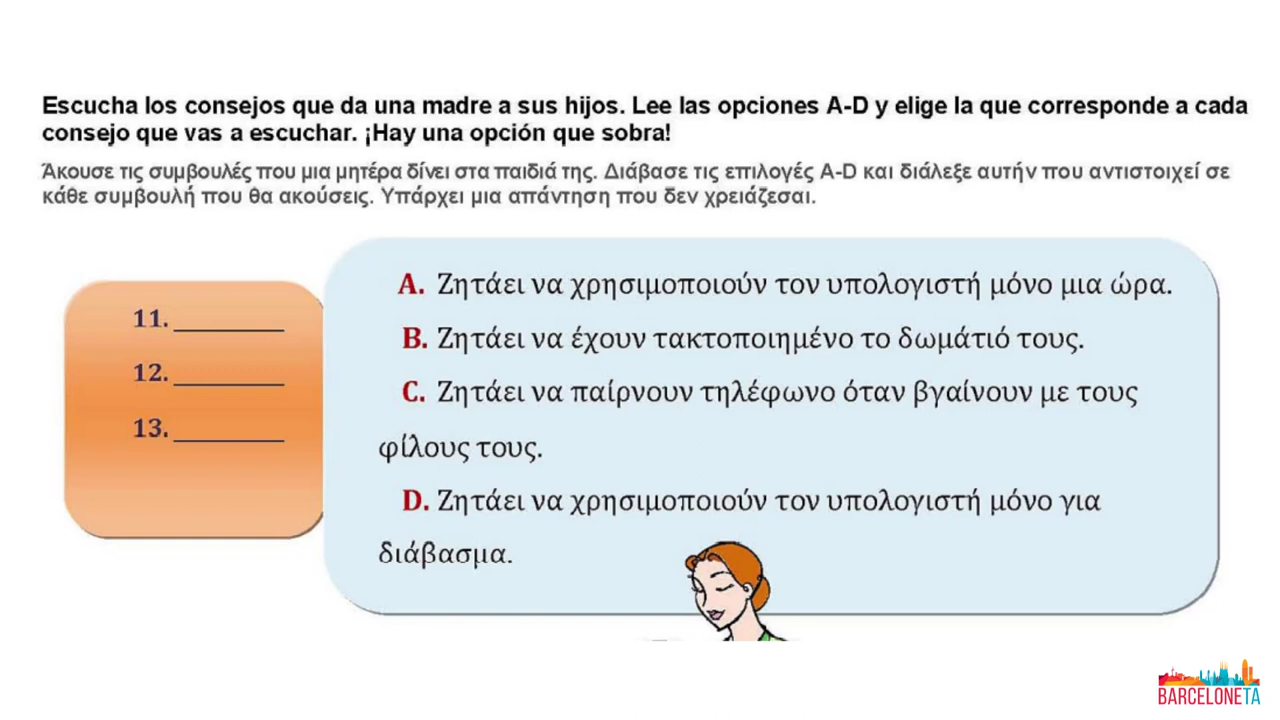 Escucha los consejos que da una madre a sus hijos. Lee las opciones A-D y elige la que corresponde a cada
consejo que vas a escuchar. ¡Hay una opción que sobra!
Άκουσε τις συμβουλές που μια μητέρα δίνει στα παιδιά της. Διάβασε τις επιλογές A-D και διάλεξε αυτήν που αντιστοιχεί σε
κάθε συμβουλή που θα ακούσεις. Υπάρχει μια απάντηση που δεν χρειάζεσαι.
11. __________
12. __________
13. __________
A. Ζητάει να χρησιμοποιούν τον υπολογιστή μόνο μια ώρα.
B. Ζητάει να έχουν τακτοποιημένο το δωμάτιό τους.
C. Ζητάει να παίρνουν τηλέφωνο όταν βγαίνουν με τους
φίλους τους.
D. Ζητάει να χρησιμοποιούν τον υπολογιστή μόνο για
διάβασμα.
BARCELONETA